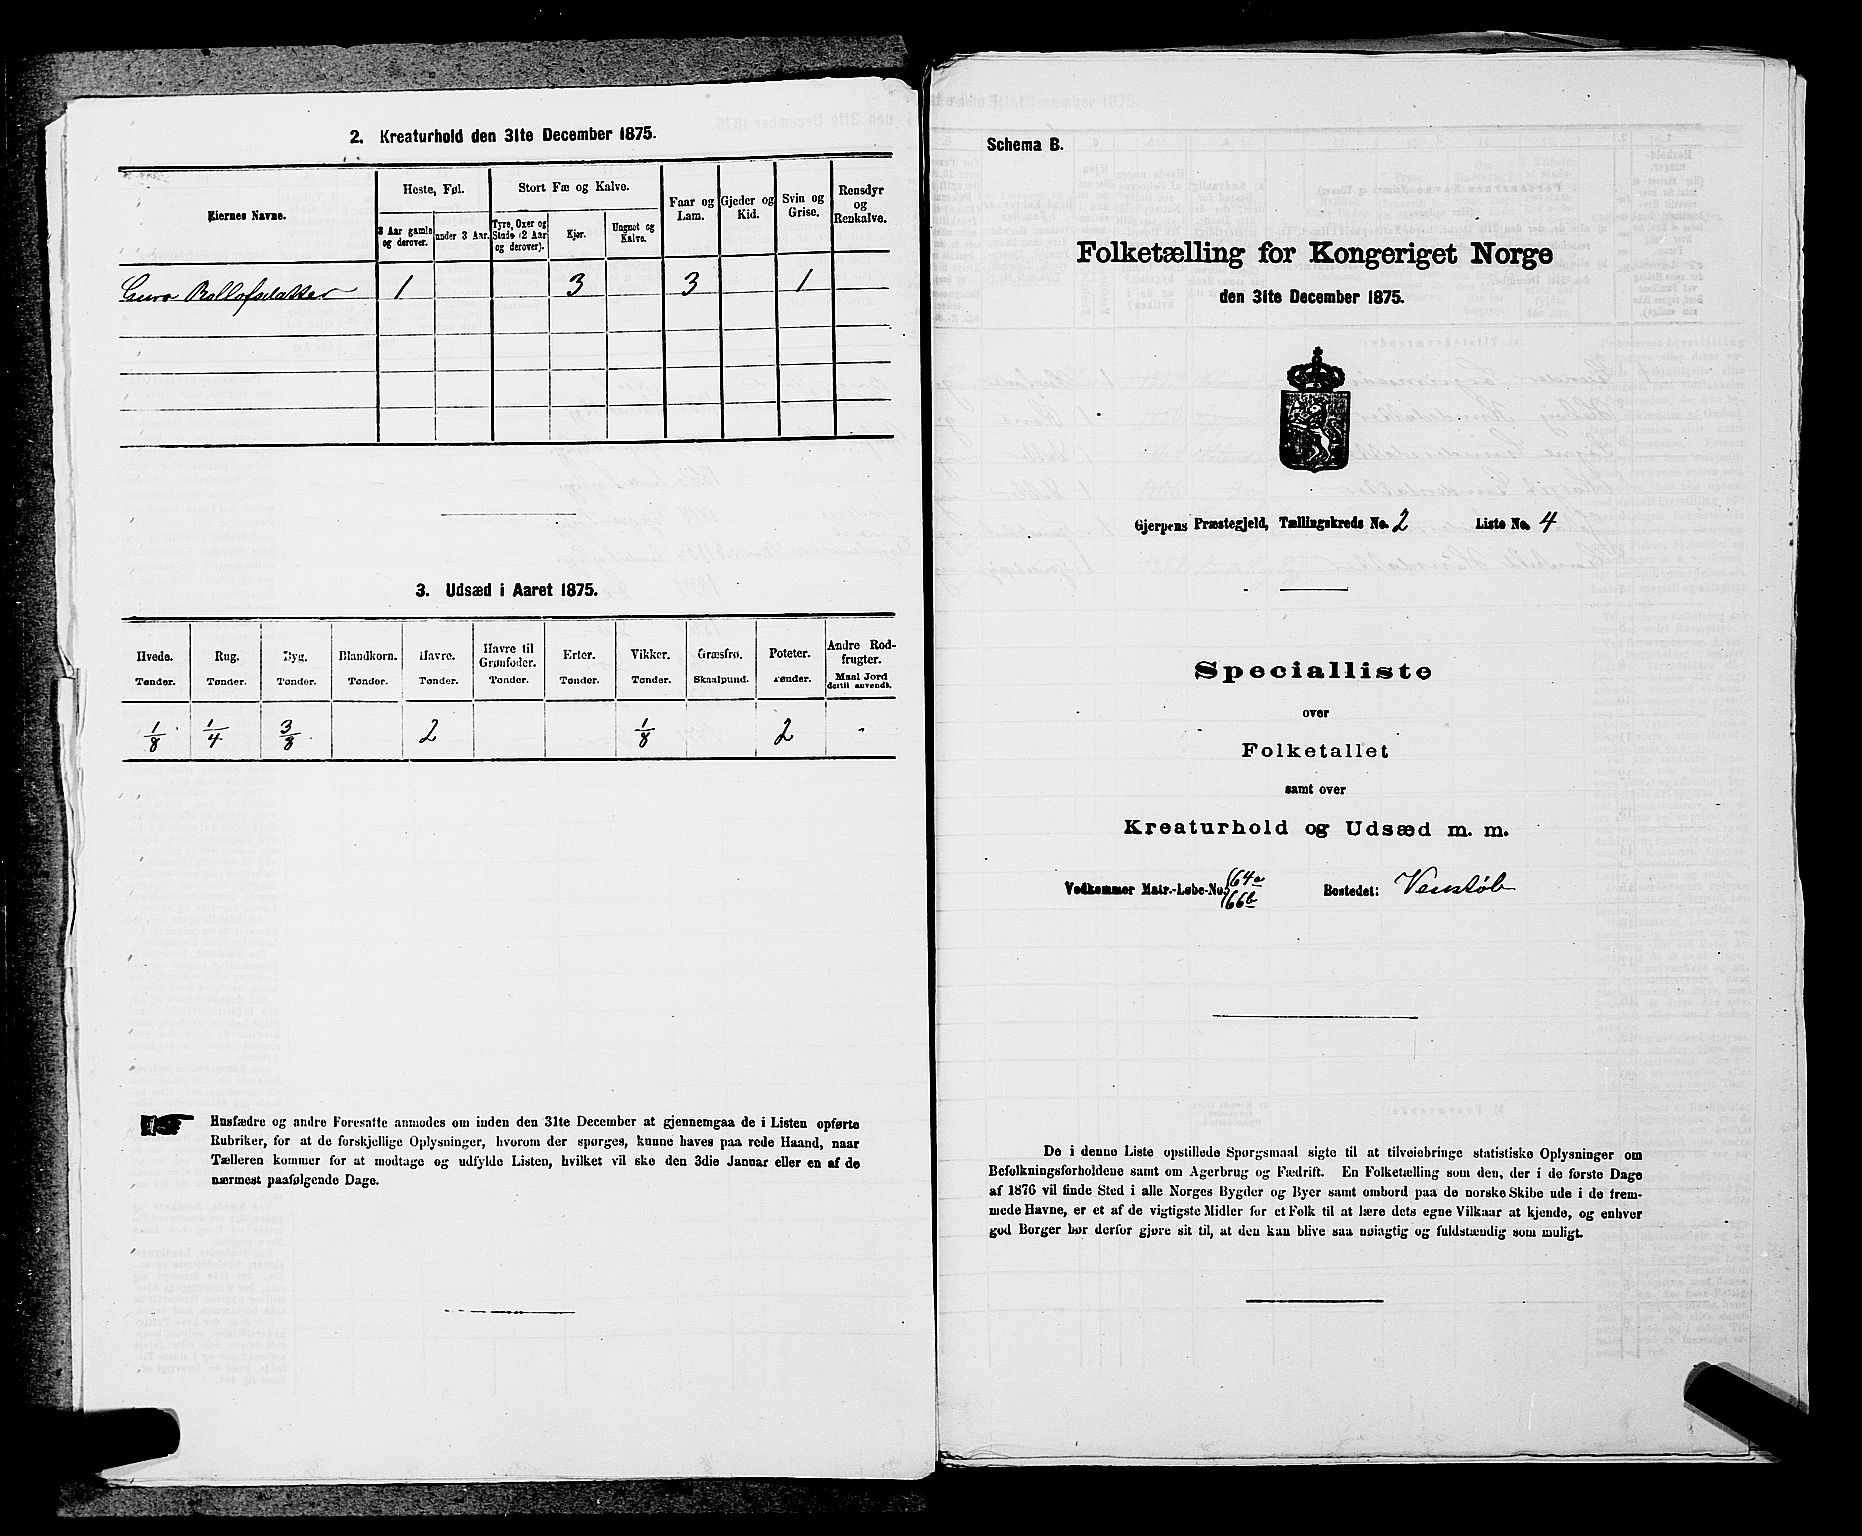 2. Kreaturhold den 31te December 1875.
Eiernes Navne.
Heste, Føl.
Stort Fæ og Kalve.
Faar og Lam.
Gjeder og Kid.
Svin og Grise.
Rensdyr og Renkalve.
3 Aar gamle og derover.
under 3 Aar.
Tyre, Oxer og Stude (2 Aar og derover).
Kjør.
Ungnøt og Kalve.
Guro Rollofsdatter 1 3 3 1
3. Udsæd i Aaret 1875.
Hvede. Rug. Byg. Blandkorn. Havre. Havre til Grønfoder. Erter. Vikker. Græsfrø. Poteter. Andre Rodfrugter.
Tønder. Tønder. Tønder. Tønder. Tønder. Tønder. Tønder. Tønder. Skaalpund. Tønder. Maal Jord dertil anvendt.
1/8 1/4 3/8 2 1/8 2 "
Husfædre og andre Foresatte anmodes om inden den 31te December at gjennemgaa de i Listen opførte
Rubriker, for at de forskjellige Oplysninger, hvorom der spørges, kunne haves paa rede Haand, naar
Tælleren kommer for at modtage og udfylde Listen, hvilket vil ske den 3die Januar eller en af de
nærmest paafølgende Dage.
Schema B.
Folketælling for Kongeriget Norge
den 31te December 1875.
Gjerpens Præstegjeld, Tællingskreds No. 2 Liste No. 4
Specialliste
over
Folketallet
samt over
Kreaturhold og Udsæd m. m.
Vedkommer Matr.-Løbe-No. 64a 66b Bostedet: Venstøb
De i denne Liste opstillede Spørgsmaal sigte til at tilveiebringe statistiske Oplysninger om
Befolkningsforholdene samt om Agerbrug og Fædrift. En Folketælling som den, der i de første Dage
af 1876 vil finde Sted i alle Norges Bygder og Byer samt ombord paa de norske Skibe ude i de frem-
mede Havne, er et af de vigtigste Midler for et Folk til at lære dets egne Vilkaar at kjende, og enhver
god Borger bør derfor gjøre sit til, at den kan blive saa nøiagtig og fuldstændig som muligt.